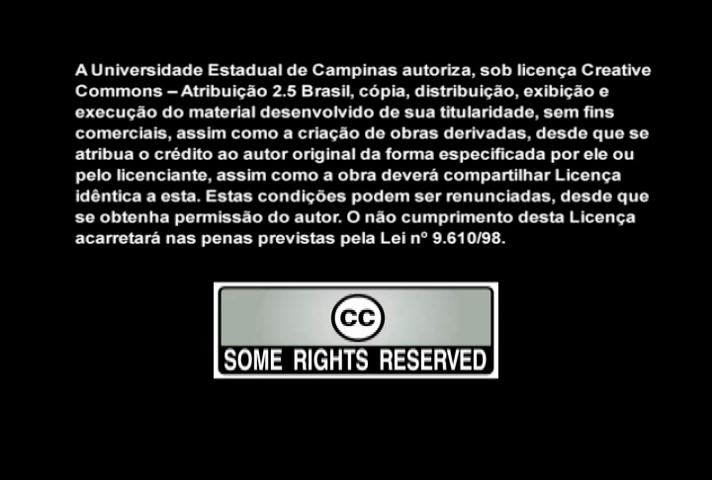 A Universidade Estadual de Campinas autoriza, sob licença Creative
Commons – Atribuição 2.5 Brasil, cópia, distribuição, exibição e
execução do material desenvolvido de sua titularidade, sem fins
comerciais, assim como a criação de obras derivadas, desde que se
atribua o crédito ao autor original da forma especificada por ele ou
pelo licenciante, assim como a obra deverá compartilhar Licença
idêntica a esta. Estas condições podem ser renunciadas, desde que
se obtenha permissão do autor. O não cumprimento desta Licença
acarretará nas penas previstas pela Lei nº 9.610/98.
CC
SOME RIGHTS RESERVED